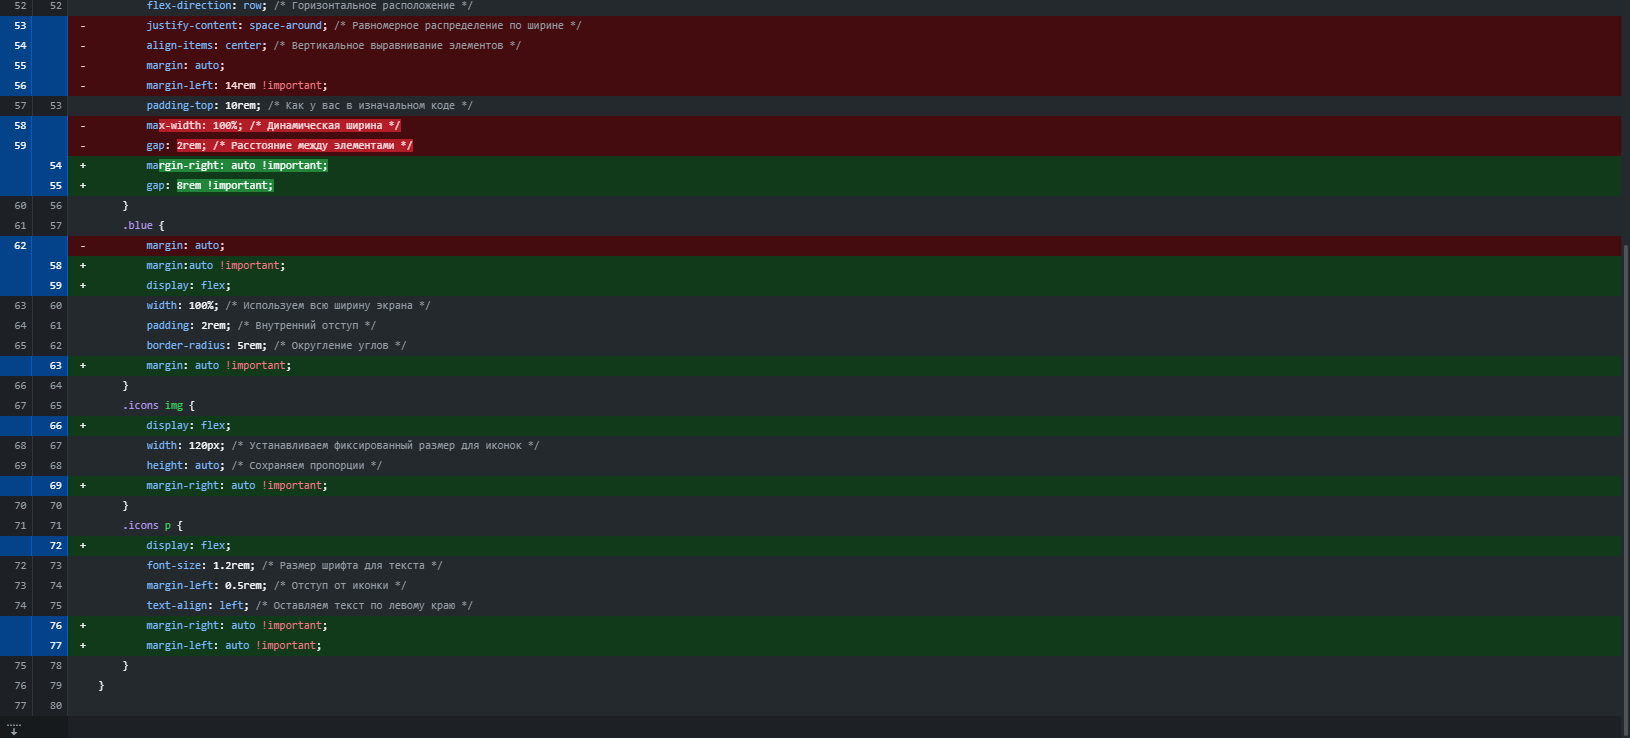 52 52 flex-direction: row; /* Горизонтальное расположение */
53 - justify-content: space-around; /* Равномерное распределение по ширине */
54 - align-items: center; /* Вертикальное выравнивание элементов */
55 - margin: auto;
56 - margin-left: 14rem !important;
57 53 padding-top: 10rem; /* Как у вас в изначальном коде */
58 - max-width: 100%; /* Динамическая ширина */
59 - gap: 2rem; /* Расстояние между элементами */
54 + margin-right: auto !important;
55 + gap: 8rem !important;
60 56 }
61 57 .blue {
62 - margin: auto;
58 + margin:auto !important;
59 + display: flex;
63 60 width: 100%; /* Используем всю ширину экрана */
64 61 padding: 2rem; /* Внутренний отступ */
65 62 border-radius: 5rem; /* Округление углов */
63 + margin: auto !important;
66 64 }
67 65 .icons img {
66 + display: flex;
68 67 width: 120px; /* Устанавливаем фиксированный размер для иконок */
69 68 height: auto; /* Сохраняем пропорции */
69 + margin-right: auto !important;
70 70 }
71 71 .icons p {
72 + display: flex;
72 73 font-size: 1.2rem; /* Размер шрифта для текста */
73 74 margin-left: 0.5rem; /* Отступ от иконки */
74 75 text-align: left; /* Оставляем текст по левому краю */
76 + margin-right: auto !important;
77 + margin-left: auto !important;
75 78 }
76 79 }
77 80